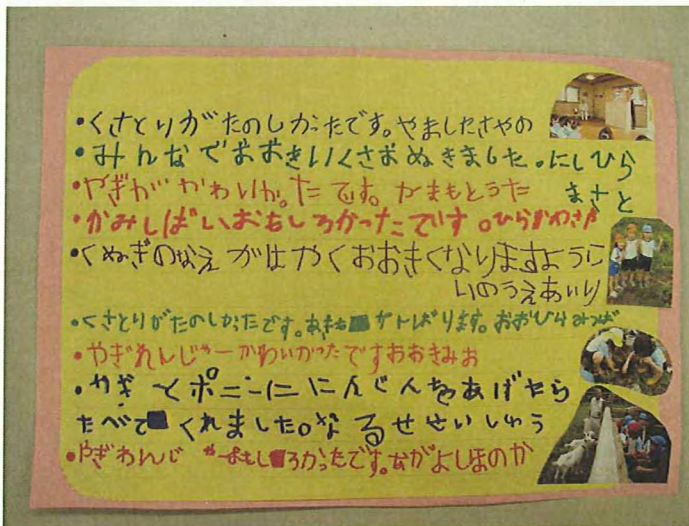 ・くさとりがたのしかったです。やましたさやの
・みんなでおおきいくさおぬきました。にしひら
まさと
・やぎがかわいかったです。かまもとうた
・かみしばいおもしろかったです。ひらかわさき
・くぬぎのなえがはやくおおきくなりますように
いのうえあいり
・くさとりがたのしかったです。 がんばります。おおひら
・やぎれんじゃーかわいかったですおおきみお
・やぎとポニーににんじんをあげたら
たべてくれました。なるせせいしゅう
・やぎれんじゃーおもしろかったです。ながよしほのか